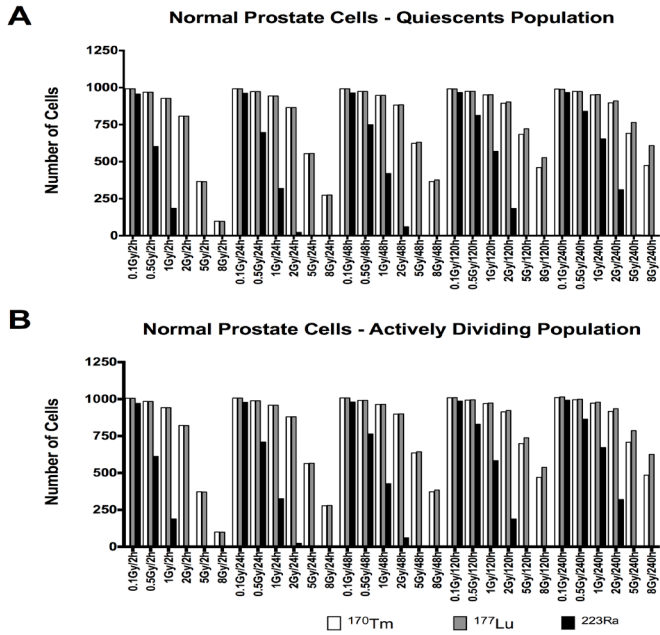 A
Normal Prostate Cells - Quiescents Population
Number of Cells
1250
1000
750
500
250
0
0.1Gy/2h
0.5Gy/2h
1Gy/2h
2Gy/2h
5Gy/2h
8Gy/2h
0.1Gy/24h
0.5Gy/24h
1Gy/24h
2Gy/24h
5Gy/24h
8Gy/24h
0.1Gy/48h
0.5Gy/48h
1Gy/48h
2Gy/48h
5Gy/48h
8Gy/48h
0.1Gy/120h
0.5Gy/120h
1Gy/120h
2Gy/120h
5Gy/120h
8Gy/120h
0.1Gy/240h
0.5Gy/240h
1Gy/240h
2Gy/240h
5Gy/240h
8Gy/240h
B
Normal Prostate Cells - Actively Dividing Population
Number of Cells
1250
1000
750
500
250
0
0.1Gy/2h
0.5Gy/2h
1Gy/2h
2Gy/2h
5Gy/2h
8Gy/2h
0.1Gy/24h
0.5Gy/24h
1Gy/24h
2Gy/24h
5Gy/24h
8Gy/24h
0.1Gy/48h
0.5Gy/48h
1Gy/48h
2Gy/48h
5Gy/48h
8Gy/48h
0.1Gy/120h
0.5Gy/120h
1Gy/120h
2Gy/120h
5Gy/120h
8Gy/120h
0.1Gy/240h
0.5Gy/240h
1Gy/240h
2Gy/240h
5Gy/240h
8Gy/240h
170Tm
177Lu
223Ra